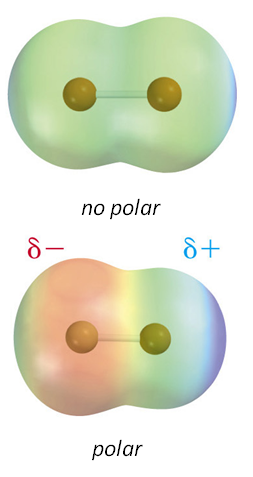 no polar
δ− δ+
polar